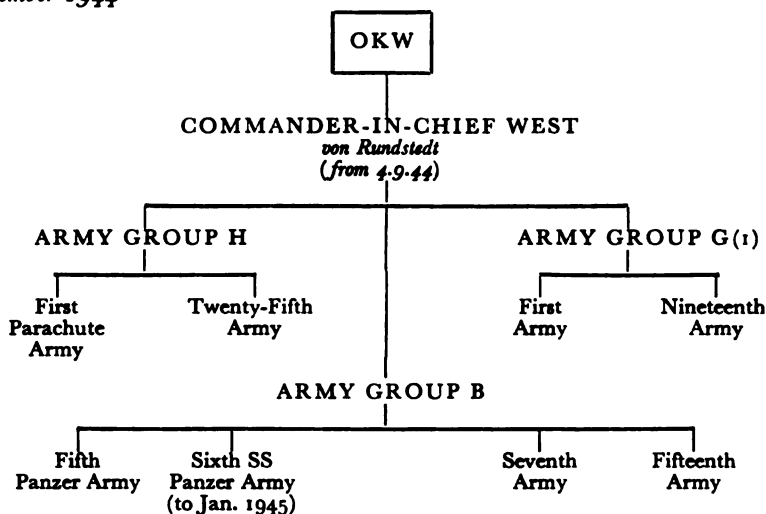 1944
OKW
COMMANDER-IN-CHIEF WEST
von Rundstedt
(from 4.9.44)
ARMY GROUP H
ARMY GROUP G(1)
First
Parachute
Army
Twenty-Fifth
Army
First
Army
Nineteenth
Army
ARMY GROUP B
Fifth
Panzer Army
Sixth SS
Panzer Army
(to Jan. 1945)
Seventh
Army
Fifteenth
Army